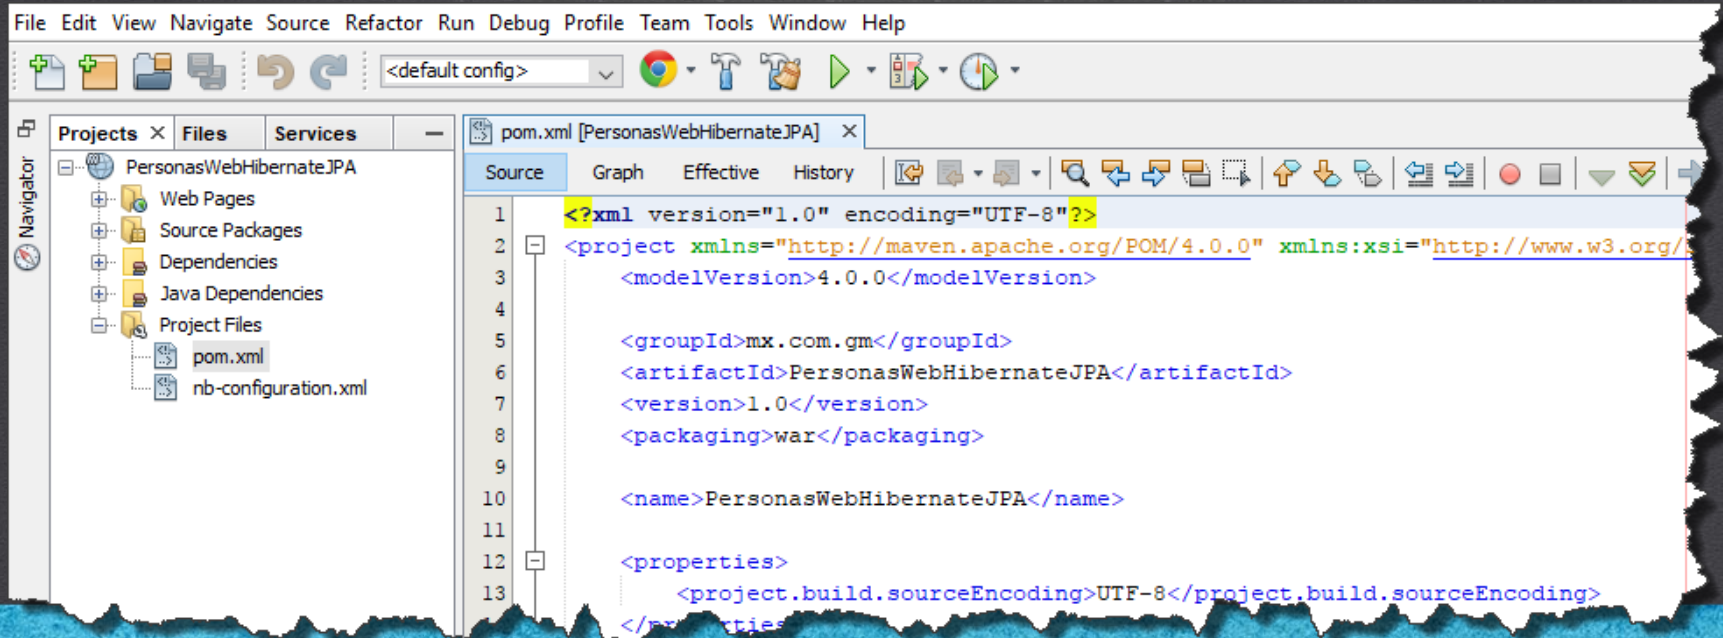 File Edit View Navigate Source Refactor Run Debug Profile Team Tools Window Help
<default config>
Projects Files Services
Navigator
PersonasWebHibernateJPA
Web Pages
Source Packages
Dependencies
Java Dependencies
Project Files
pom.xml
nb-configuration.xml
pom.xml [PersonasWebHibernateJPA]
Source Graph Effective History
1 <?xml version="1.0" encoding="UTF-8"?>
2 <project xmlns="http://maven.apache.org/POM/4.0.0" xmlns:xsi="http://www.w3.org/
3 <modelVersion>4.0.0</modelVersion>
4
5 <groupId>mx.com.gm</groupId>
6 <artifactId>PersonasWebHibernateJPA</artifactId>
7 <version>1.0</version>
8 <packaging>war</packaging>
9
10 <name>PersonasWebHibernateJPA</name>
11
12 <properties>
13 <project.build.sourceEncoding>UTF-8</project.build.sourceEncoding>
</properties